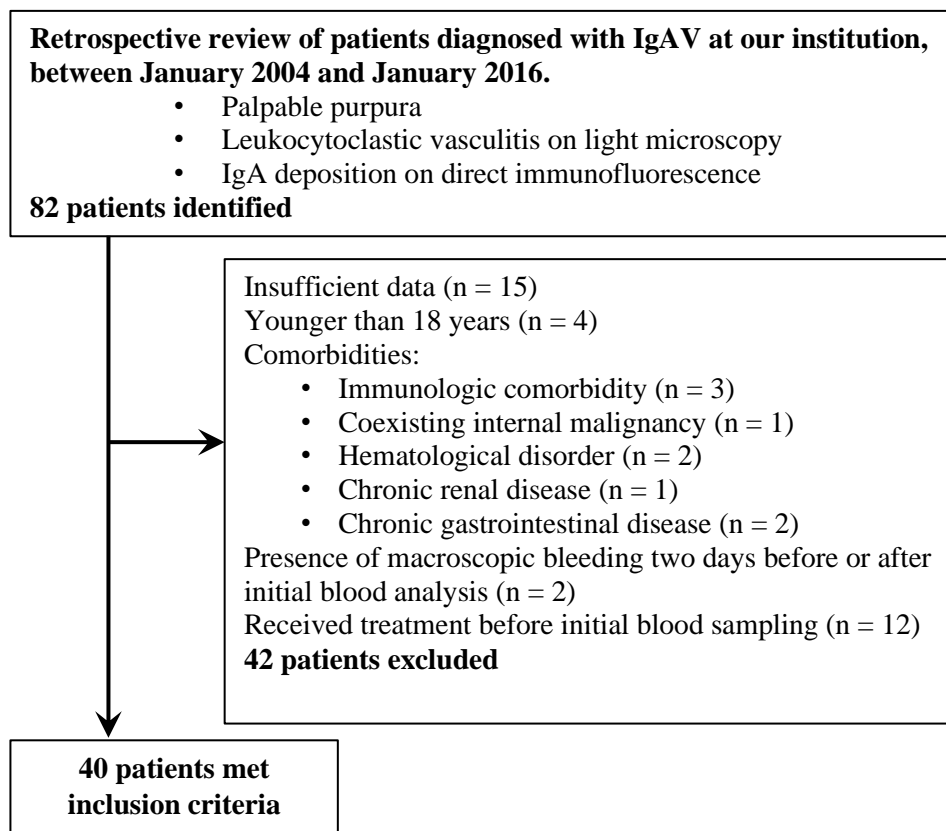 Retrospective review of patients diagnosed with IgAV at our institution,
between January 2004 and January 2016.
• Palpable purpura
• Leukocytoclastic vasculitis on light microscopy
• IgA deposition on direct immunofluorescence
82 patients identified
Insufficient data (n = 15)
Younger than 18 years (n = 4)
Comorbidities:
• Immunologic comorbidity (n = 3)
• Coexisting internal malignancy (n = 1)
• Hematological disorder (n = 2)
• Chronic renal disease (n = 1)
• Chronic gastrointestinal disease (n = 2)
Presence of macroscopic bleeding two days before or after
initial blood analysis (n = 2)
Received treatment before initial blood sampling (n = 12)
42 patients excluded
40 patients met
inclusion criteria